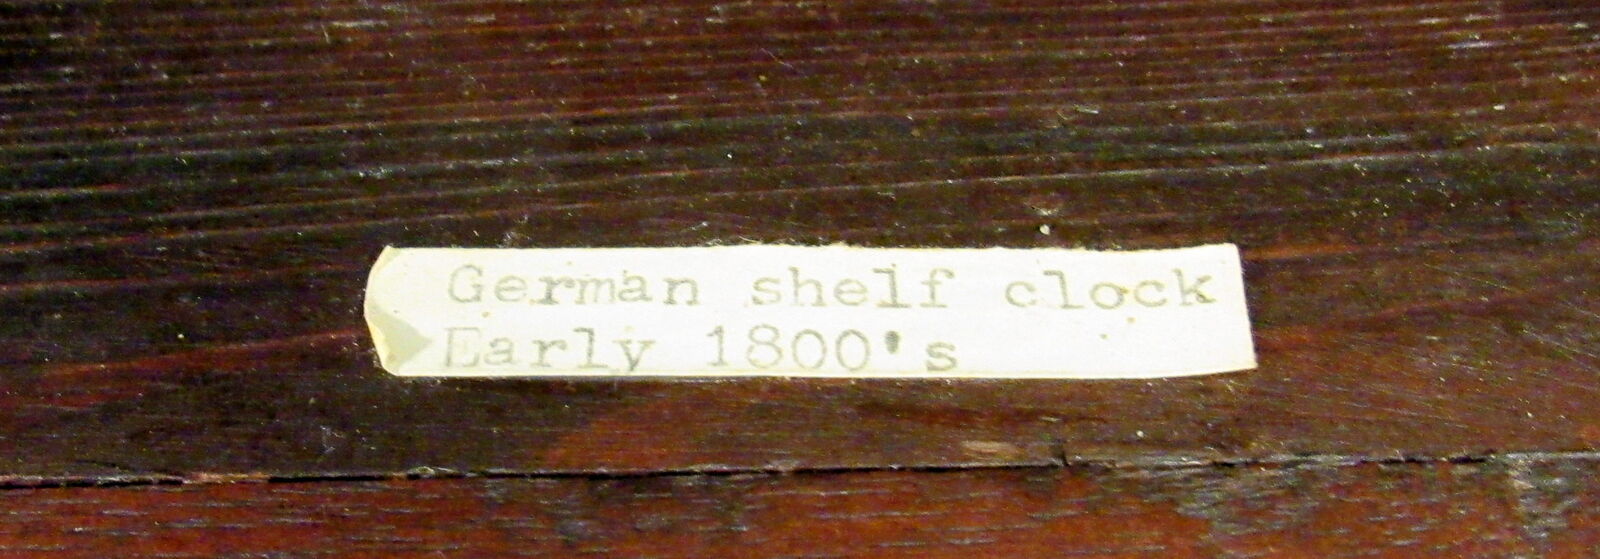 German shelf clock
Early 1800's